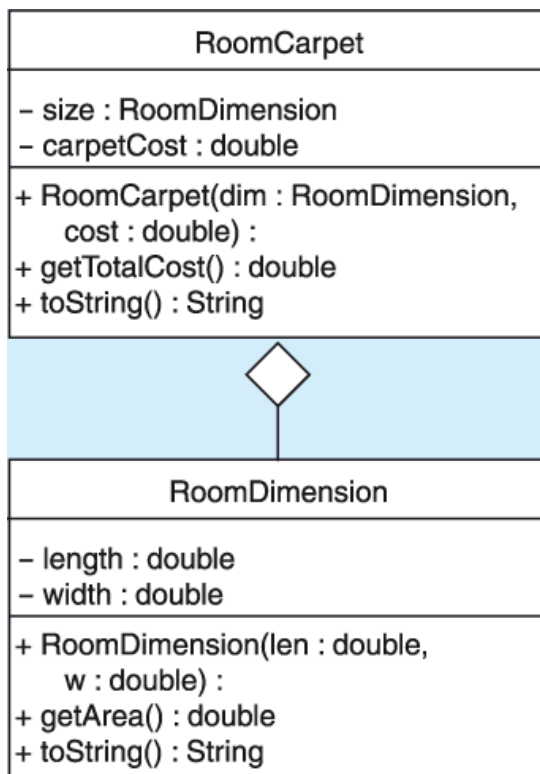 RoomCarpet
– size : RoomDimension
– carpetCost : double
+ RoomCarpet(dim : RoomDimension,
cost : double) :
+ getTotalCost() : double
+ toString() : String
RoomDimension
– length : double
– width : double
+ RoomDimension(len : double,
w : double) :
+ getArea() : double
+ toString() : String